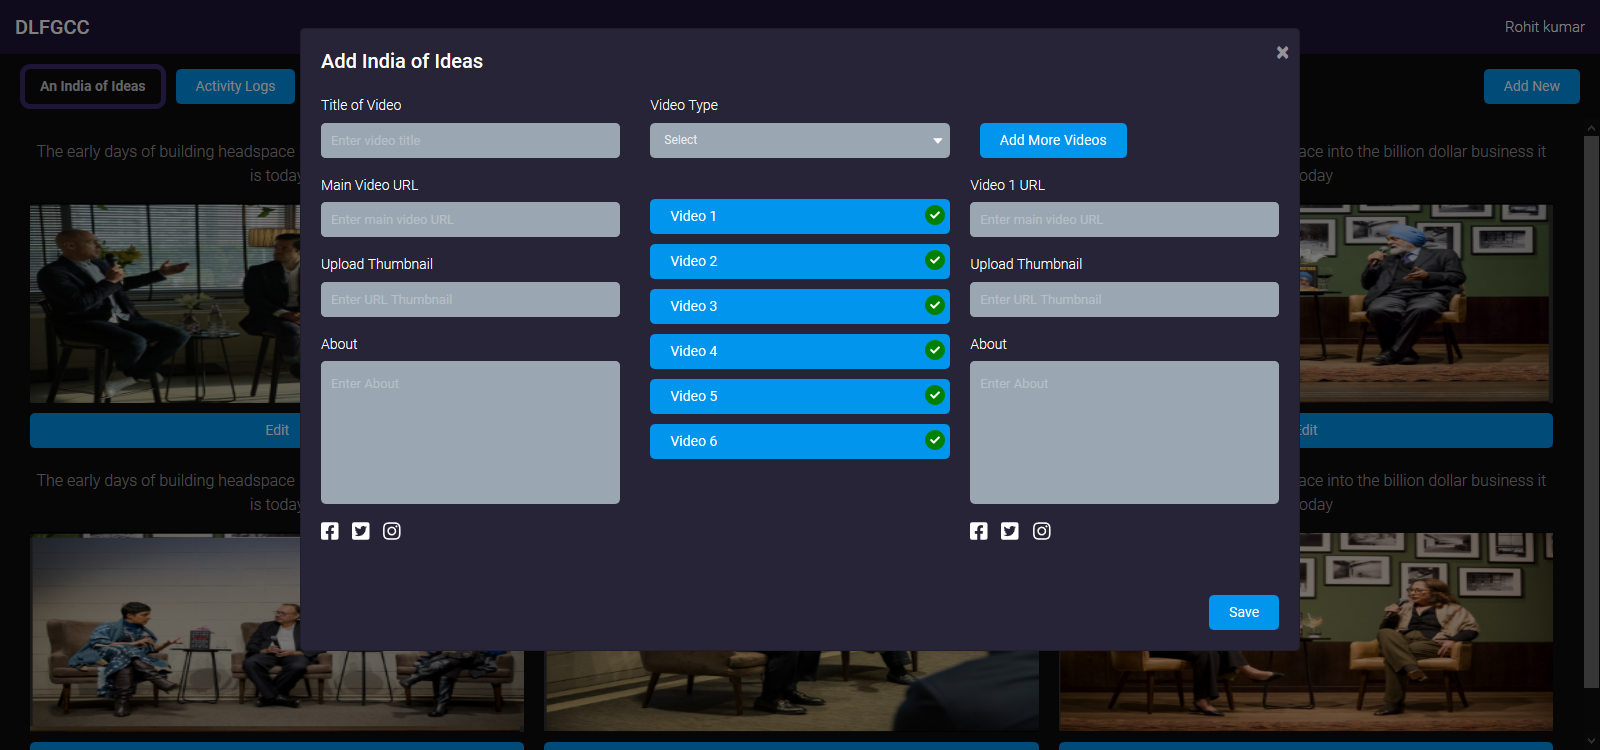 DLFGCC
Rohit kumar
An India of Ideas
Activity Logs
Add New
Add India of Ideas
×
Title of Video
Enter video title
Video Type
Select
Add More Videos
Main Video URL
Enter main video URL
Upload Thumbnail
Enter URL Thumbnail
About
Enter About
Video 1
Video 2
Video 3
Video 4
Video 5
Video 6
Video 1 URL
Enter main video URL
Upload Thumbnail
Enter URL Thumbnail
About
Enter About
Save
The early days of building headspace
is today
ace into the billion dollar business it
oday
Edit
Edit
The early days of building headspace
is today
ace into the billion dollar business it
oday